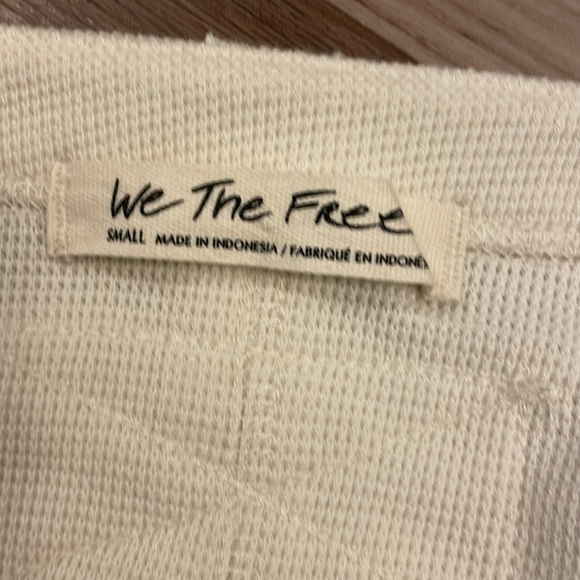 We The Free
SMALL MADE IN INDONESIA / FABRIQUÉ EN